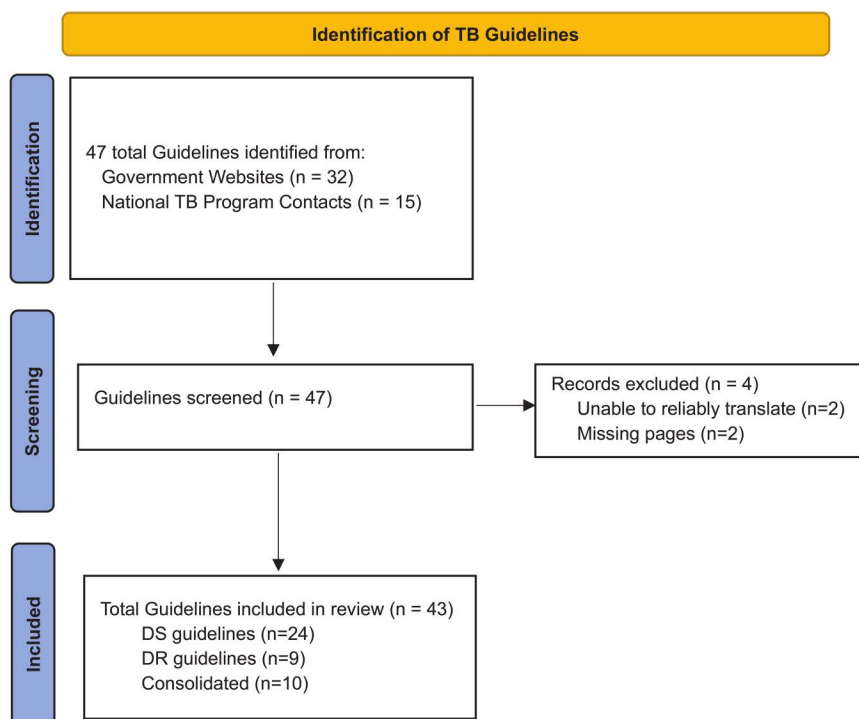 Identification of TB Guidelines
Identification
47 total Guidelines identified from:
Government Websites (n = 32)
National TB Program Contacts (n = 15)
Screening
Guidelines screened (n = 47)
Records excluded (n = 4)
Unable to reliably translate (n=2)
Missing pages (n=2)
Included
Total Guidelines included in review (n = 43)
DS guidelines (n=24)
DR guidelines (n=9)
Consolidated (n=10)